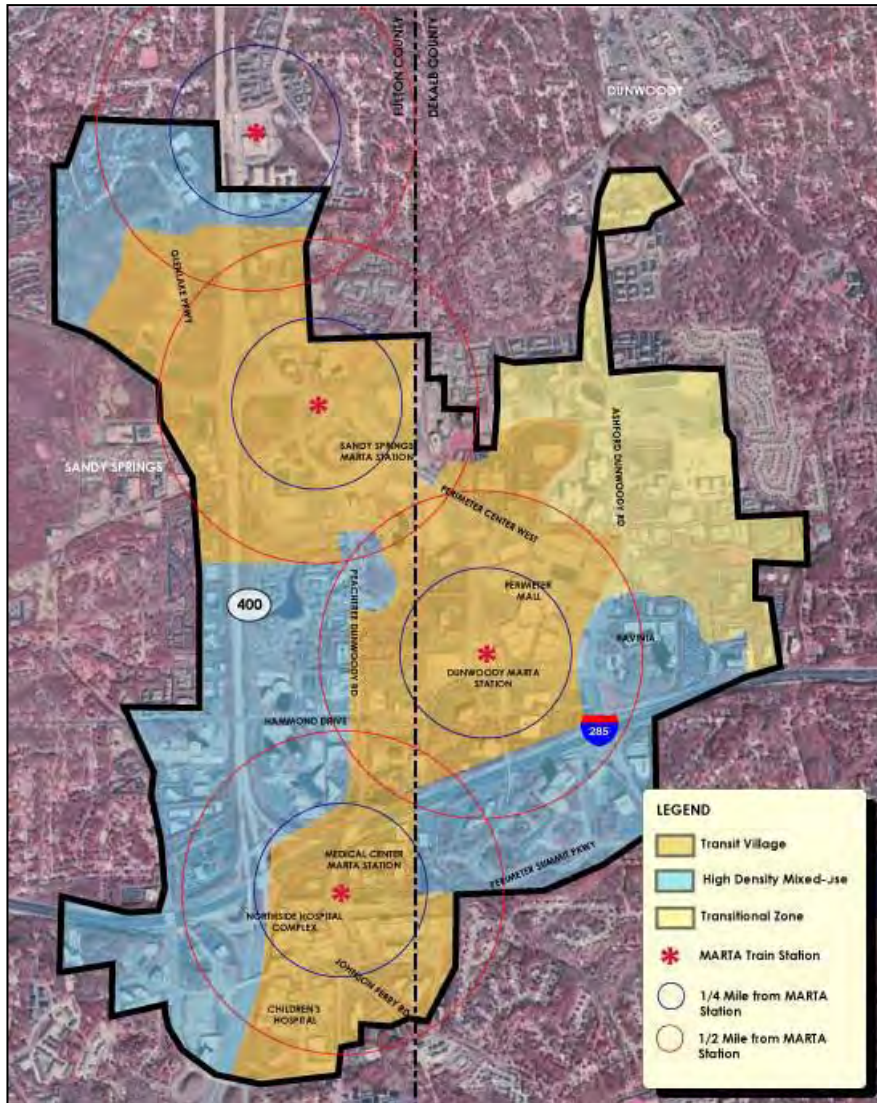 FULTON COUNTY
DEKALB COUNTY
DUNWOODY
GLENLAKE PKWY
SANDY SPRINGS
MARTA STATION
SANDY SPRINGS
ASHFORD DUNWOODY RD
PERIMETER CENTER WEST
PERIMETER
MALL
400
PEACHTREE DUNWOODY RD
RAVINIA
DUNWOODY MARTA
STATION
HAMMOND DRIVE
285
MEDICAL CENTER
MARTA STATION
PERIMETER SUMMIT PKWY
NORTHSIDE HOSPITAL
COMPLEX
JOHNSON FERRY RD
CHILDREN'S
HOSPITAL
LEGEND
Transit Village
High Density Mixed-Use
Transitional Zone
MARTA Train Station
1/4 Mile from MARTA
Station
1/2 Mile from MARTA
Station